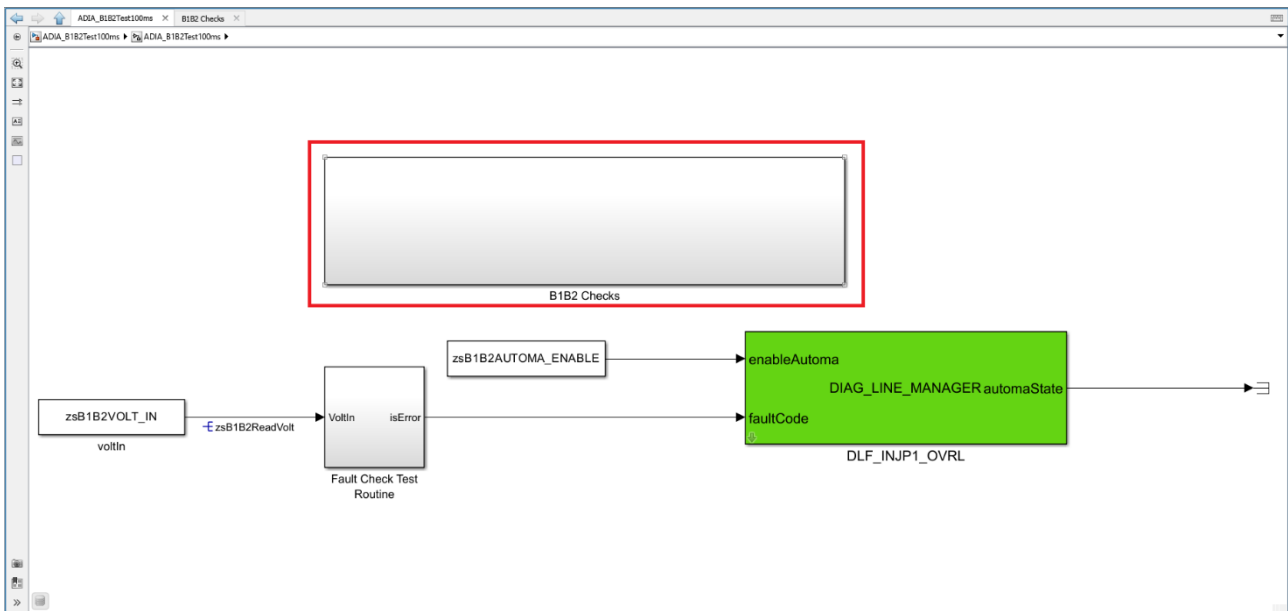 ADIA_B1B2Test100ms × B1B2 Checks ×
ADIA_B1B2Test100ms ▶ ADIA_B1B2Test100ms ▶
B1B2 Checks
zsB1B2AUTOMA_ENABLE
enableAutoma
DIAG_LINE_MANAGER automaState
faultCode
DLF_INJP1_OVRL
zsB1B2VOLT_IN
voltIn
zsB1B2ReadVolt
VoltIn isError
Fault Check Test
Routine